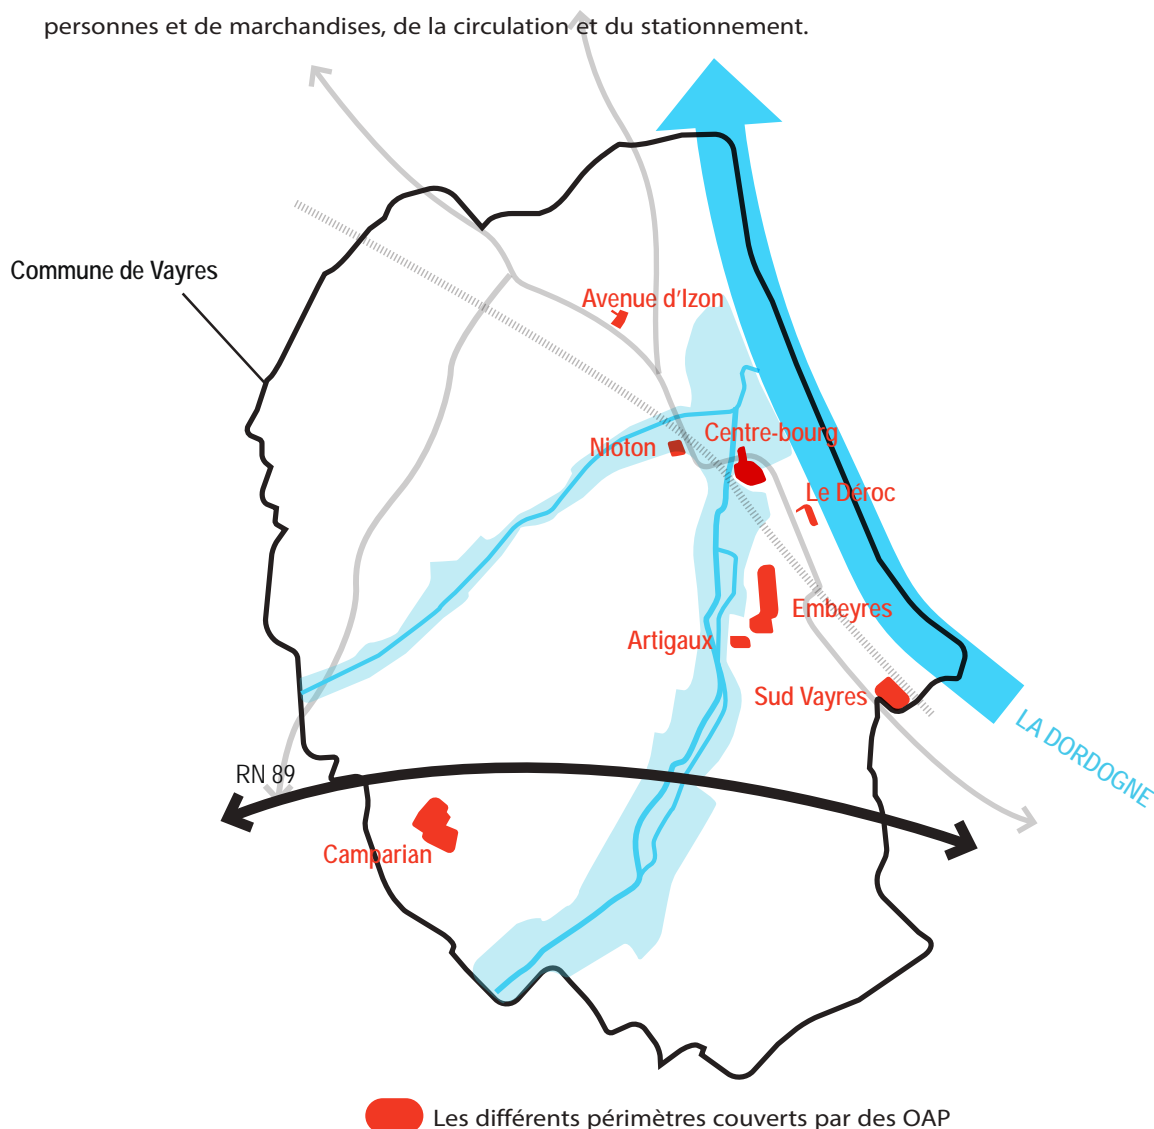 personnes et de marchandises, de la circulation et du stationnement.
Commune de Vayres
Avenue d'Izon
Centre-bourg
Nioton
Le Déroc
Embeyres
Artigaux
Sud Vayres
LA DORDOGNE
RN 89
Camparian
Les différents périmètres couverts par des OAP